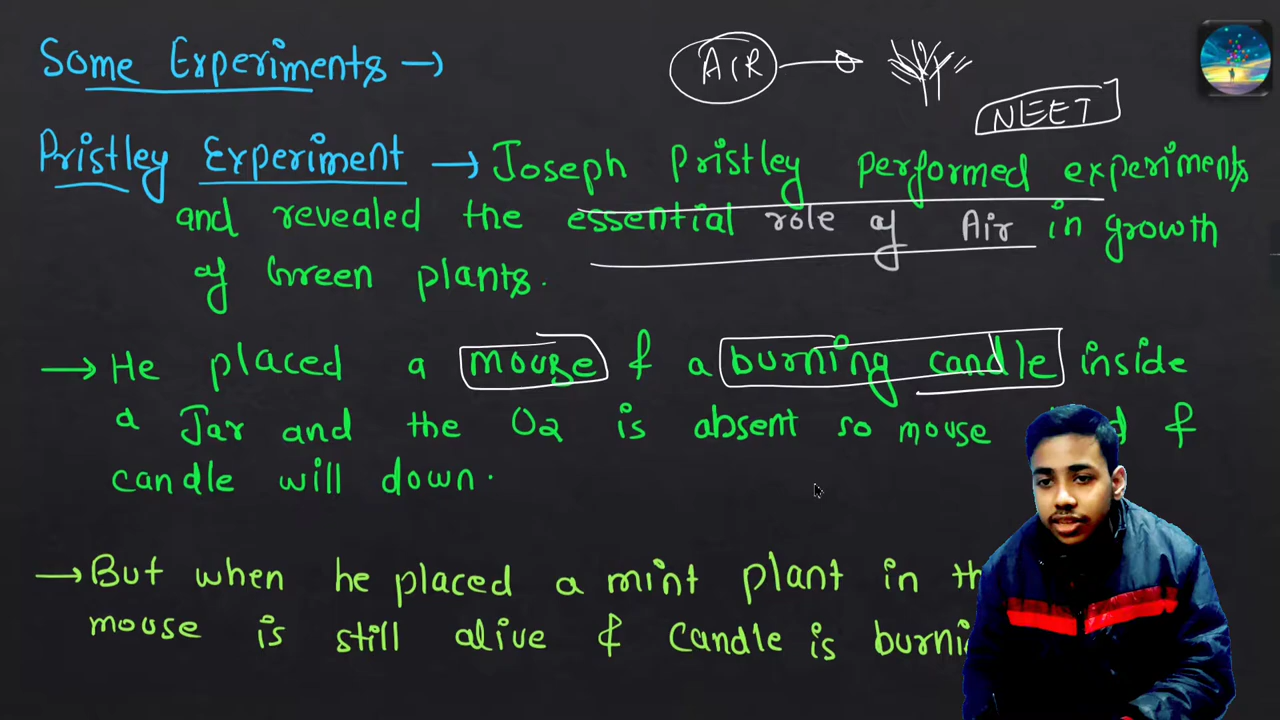 Some Experiments →
AIR
NEET
Pristley Experiment → Joseph Pristley performed experiments
and revealed the essential role of Air in growth
of Green plants.
→ He placed a mouse & a burning candle inside
a Jar and the O2 is absent so mouse
&
candle will down.
→ But when he placed a mint plant in
mouse is still alive & candle is